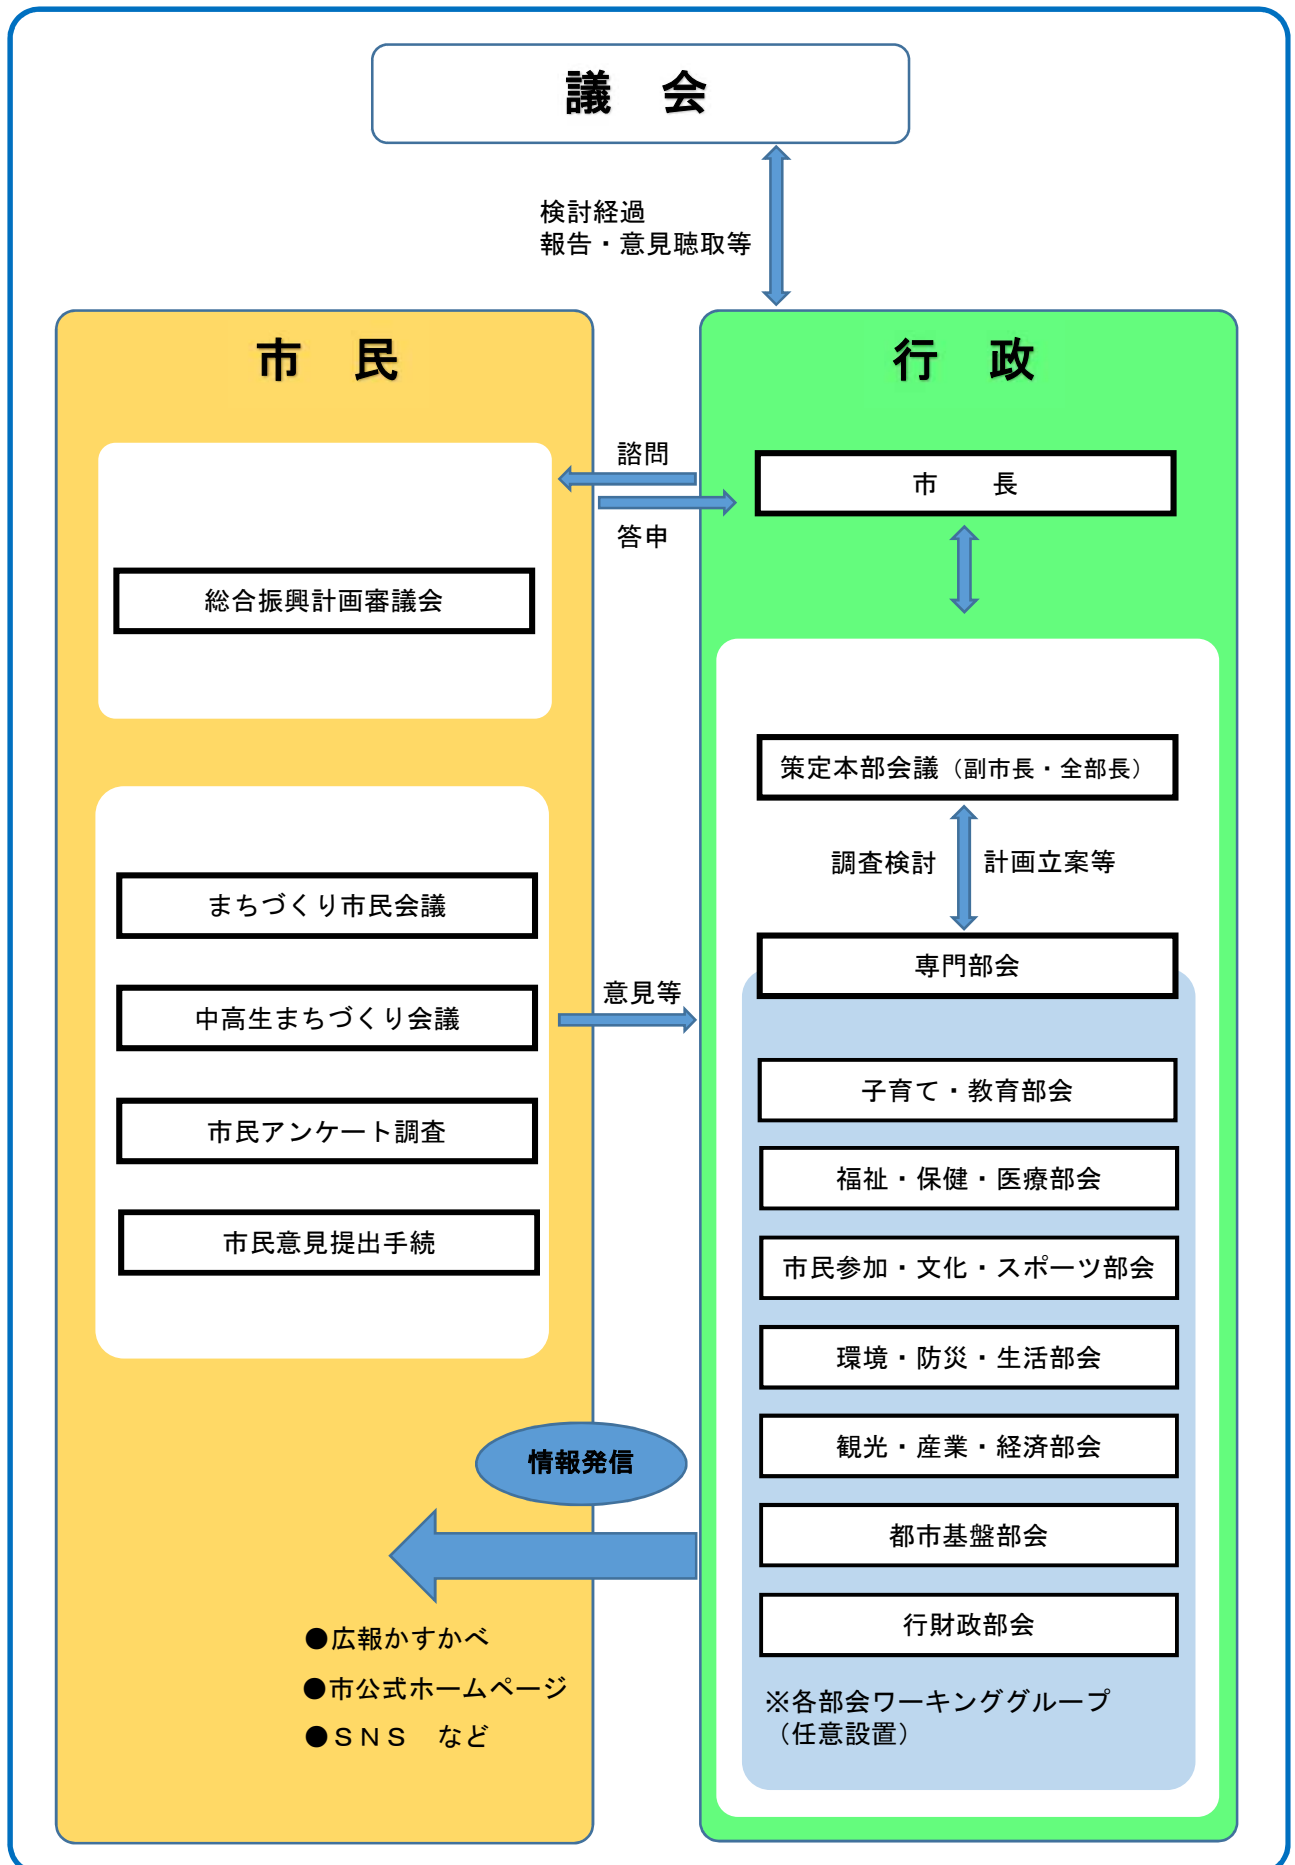 議　会
検討経過
報告・意見聴取等
市　民
行　政
諮問
答申
総合振興計画審議会
まちづくり市民会議
中高生まちづくり会議
市民アンケート調査
市民意見提出手続
意見等
市　　長
策定本部会議（副市長・全部長）
調査検討　計画立案等
専門部会
子育て・教育部会
福祉・保健・医療部会
市民参加・文化・スポーツ部会
環境・防災・生活部会
観光・産業・経済部会
都市基盤部会
行財政部会
※各部会ワーキンググループ
（任意設置）
情報発信
●広報かすかべ
●市公式ホームページ
●ＳＮＳ　など